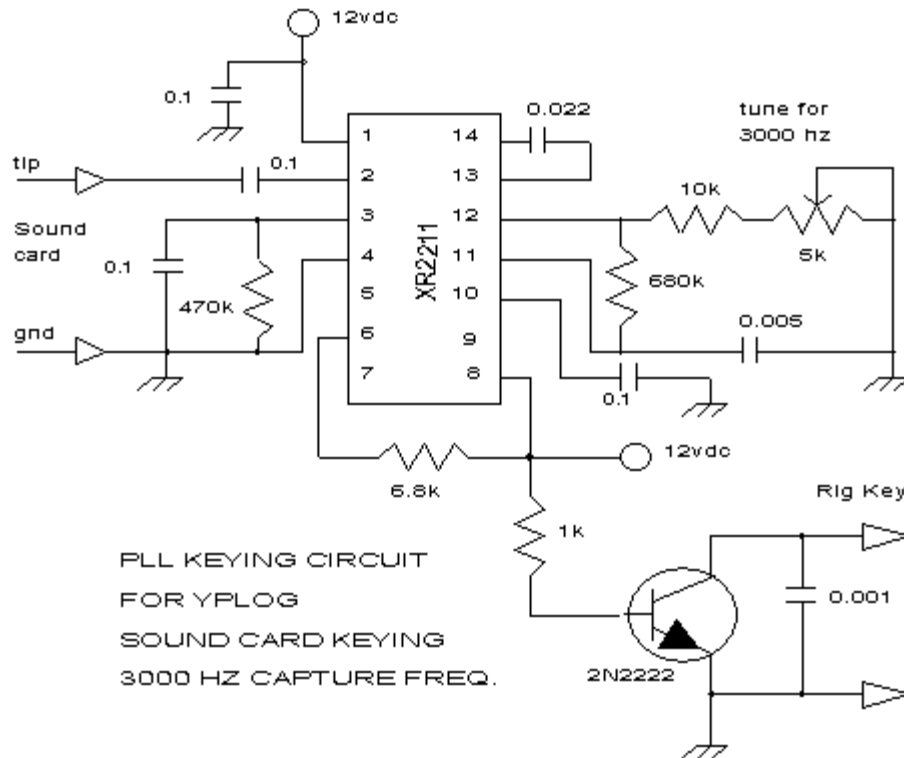 12vdc
0.1
0.022
tune for
3000 hz
tip
0.1
1
14
2
13
3
12
4
11
5
10
6
9
7
8
XR2211
10k
5k
Sound
card
0.1
470k
680k
0.005
gnd
0.1
6.8k
12vdc
1k
Rig Key
PLL KEYING CIRCUIT
FOR YPLOG
SOUND CARD KEYING
3000 HZ CAPTURE FREQ.
0.001
2N2222